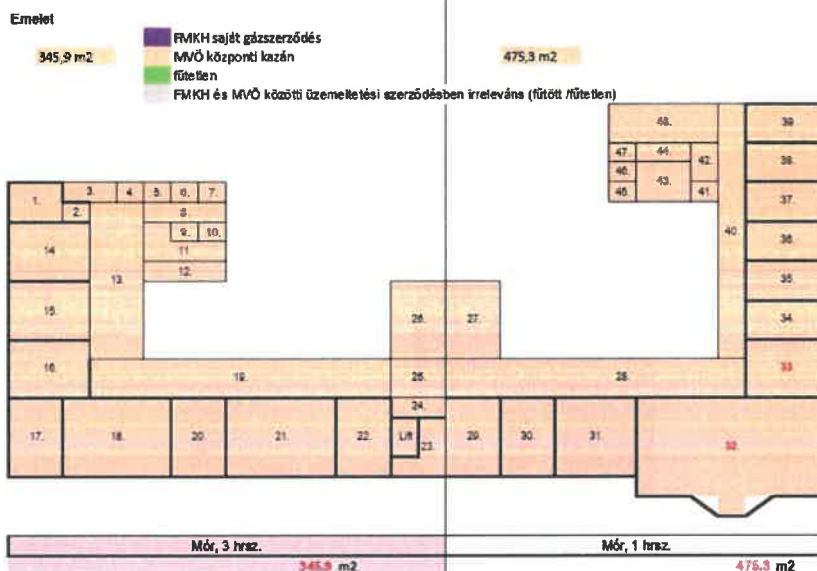 Emelet
FMKH saját gázszerződés
345,9 m2
MVÖ központi kazán
475,3 m2
fűtetlen
FMKH és MVÖ közötti üzemeltetési szerződésben irreleváns (fűtött /fűtetlen)
48. 39.
47. 44. 42. 38.
46. 43.
45. 41. 37.
1. 3. 4. 5. 6. 7.
2. 8.
9. 10. 40. 36.
14. 11.
12. 35.
13.
15. 26. 27. 34.
16. 19. 25. 28. 33.
24.
17. 18. 20. 21. 22. Lift 23. 29. 30. 31. 32.
Mór, 3 hrsz. Mór, 1 hrsz.
345,9 m2 475,3 m2